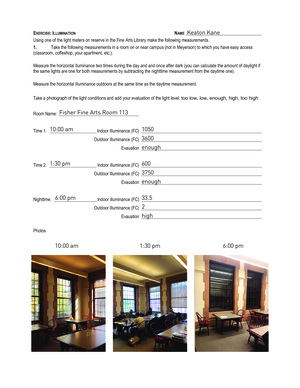 EXERCISE: ILLUMINATION NAME Keaton Kane
Using one of the light meters on reserve in the Fine Arts Library make the following measurements.
1. Take the following measurements in a room on or near campus (not in Meyerson) to which you have easy access
(classroom, coffeshop, your apartment, etc.).
Measure the horizontal illuminance two times during the day and and once after dark (you can calculate the amount of daylight if
the same lights are one for both measurements by subtracting the nighttime measurement from the daytime one).
Measure the horizontal illuminance outdoors at the same time as the daytime measurement.
Take a photograph of the light conditions and add your evaluation of the light level: too low, low, enough, high, too high
Room Name: Fisher Fine Arts Room 113
Time 1. 10:00 am Indoor Illuminance (FC) 1050
Outdoor Illuminance (FC) 3600
Evaluation enough
Time 2. 1:30 pm Indoor Illuminance (FC) 600
Outdoor Illuminance (FC) 3750
Evaluation enough
Nighttime. 6:00 pm Indoor Illuminance (FC) 33.5
Outdoor Illuminance (FC) 2
Evaluation high
Photos
10:00 am 1:30 pm 6:00 pm